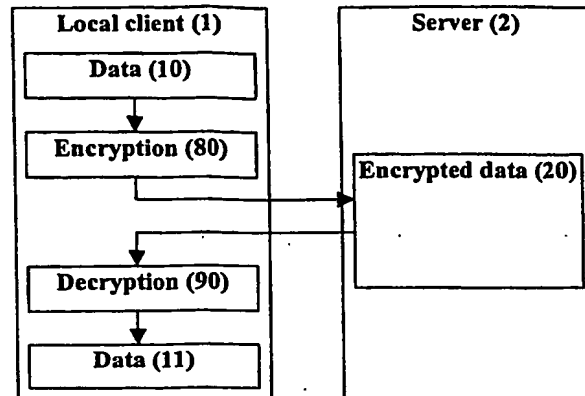 Local client (1)
Server (2)
Data (10)
Encryption (80)
Encrypted data (20)
Decryption (90)
Data (11)